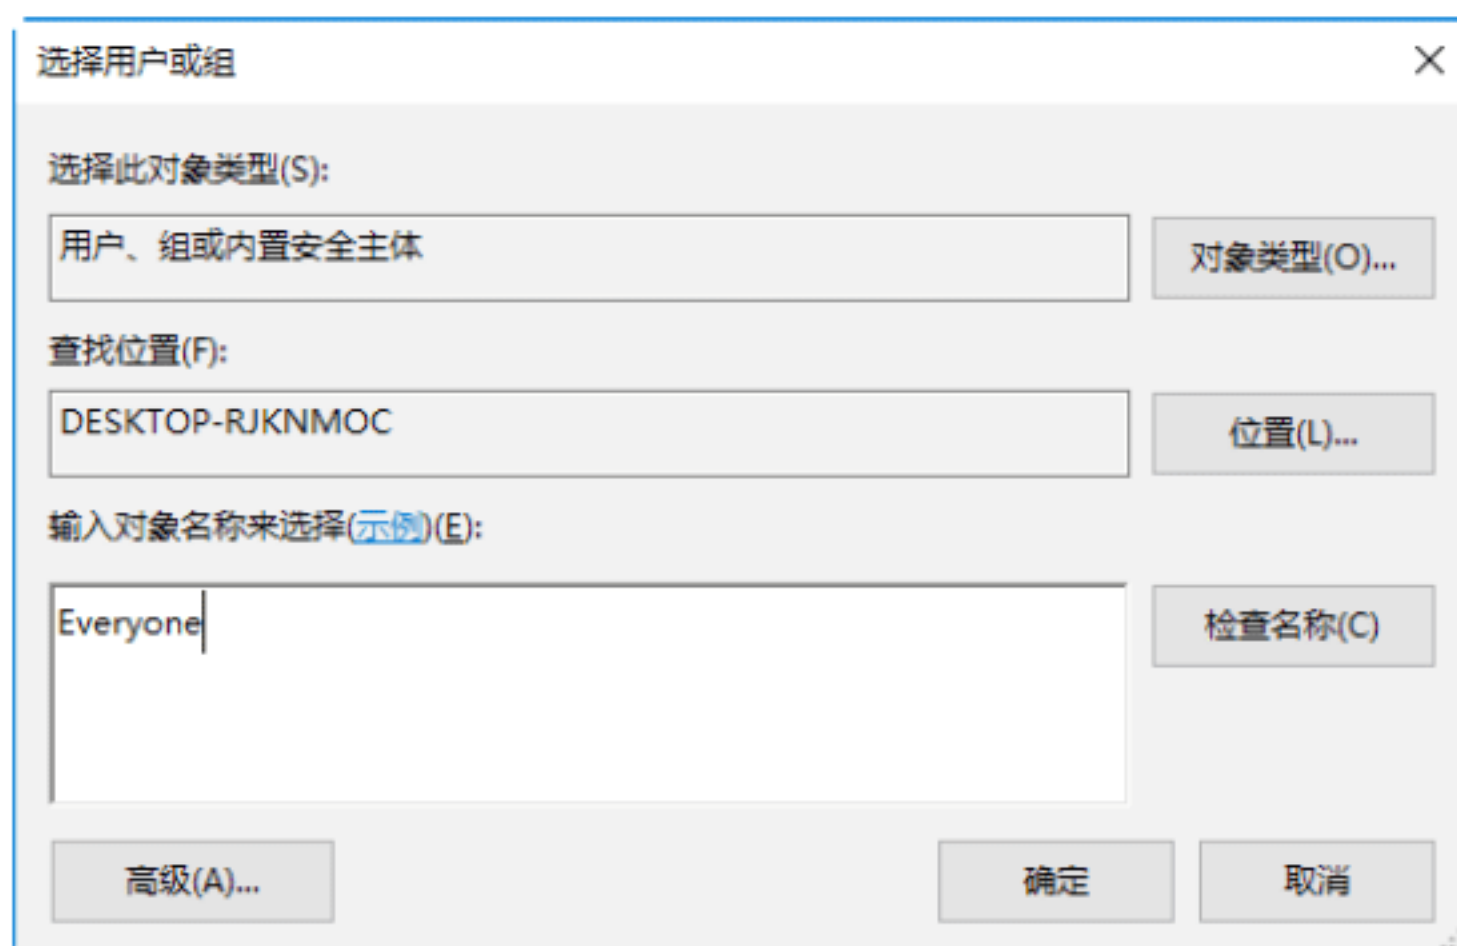 选择用户或组
选择此对象类型(S):
用户、组或内置安全主体
对象类型(O)...
查找位置(F):
DESKTOP-RJKNMOC
位置(L)...
输入对象名称来选择(示例)(E):
Everyone
检查名称(C)
高级(A)...
确定
取消